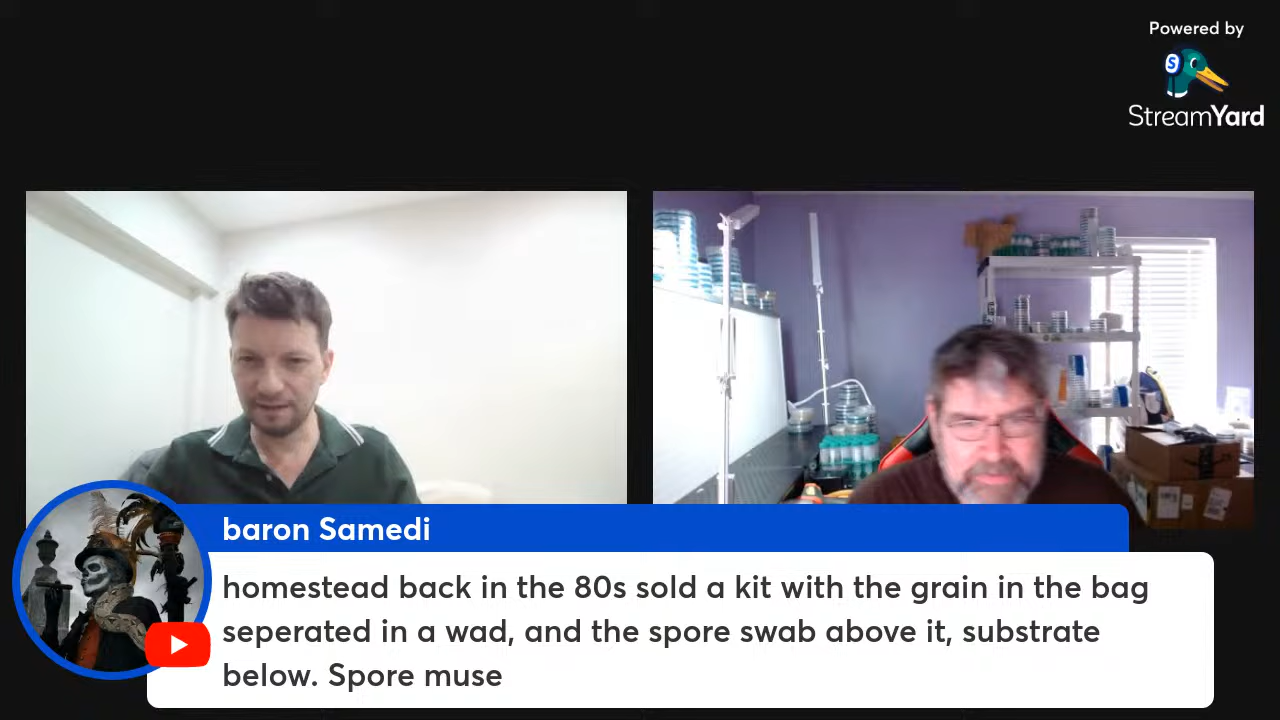 Powered by
S
StreamYard
baron Samedi
homestead back in the 80s sold a kit with the grain in the bag
seperated in a wad, and the spore swab above it, substrate
below. Spore muse